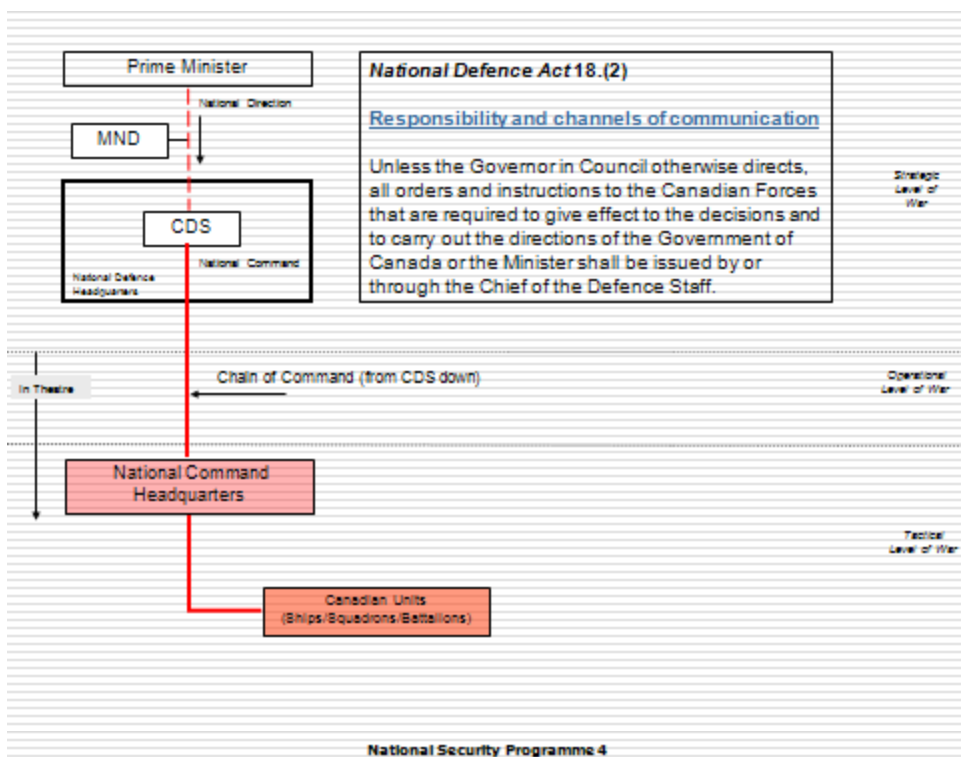 Prime Minister
National Direction
MND
CDS
National Command
National Defence
Headquarters
National Defence Act 18.(2)
Responsibility and channels of communication
Unless the Governor in Council otherwise directs,
all orders and instructions to the Canadian Forces
that are required to give effect to the decisions and
to carry out the directions of the Government of
Canada or the Minister shall be issued by or
through the Chief of the Defence Staff.
Strategic
Level of
War
In Theatre
Chain of Command (from CDS down)
Operational
Level of War
National Command
Headquarters
Tactical
Level of War
Canadian Units
(Ships/Squadrons/Battalions)
National Security Programme 4